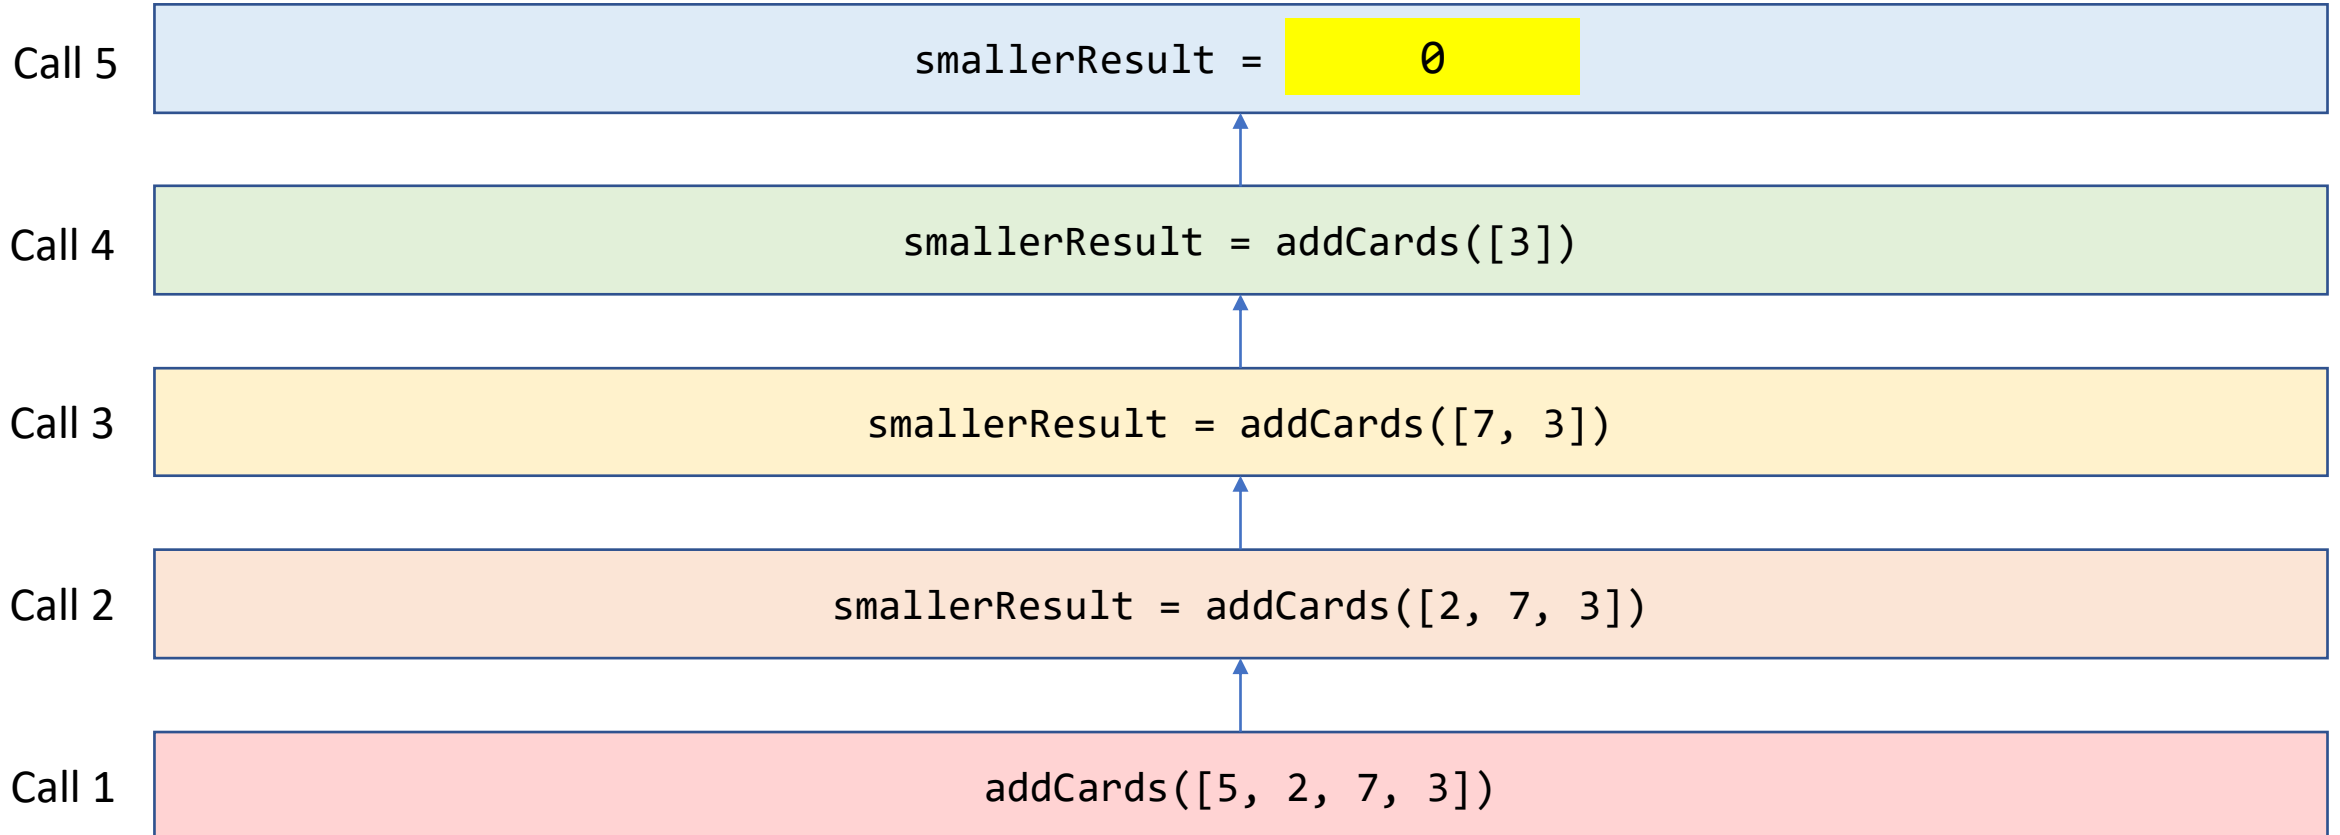 Call 5 smallerResult = 0
Call 4 smallerResult = addCards([3])
Call 3 smallerResult = addCards([7, 3])
Call 2 smallerResult = addCards([2, 7, 3])
Call 1 addCards([5, 2, 7, 3])